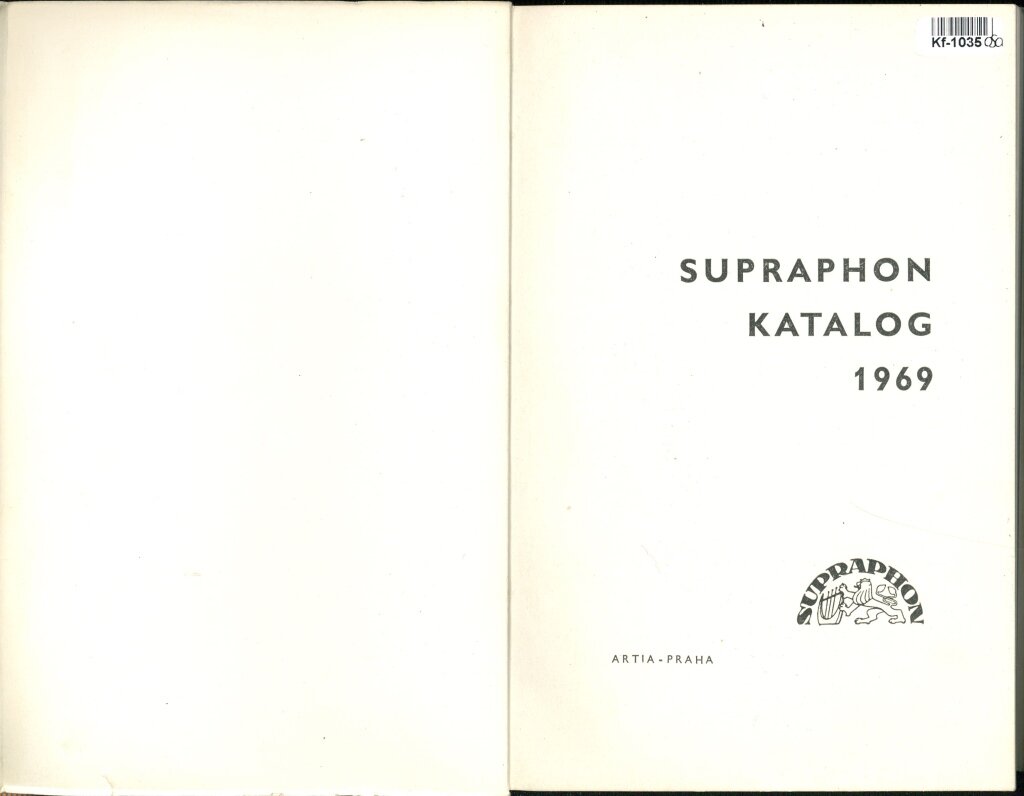 Kf-1035
SUPRAPHON
KATALOG
1969
SUPRAPHON
ARTIA-PRAHA